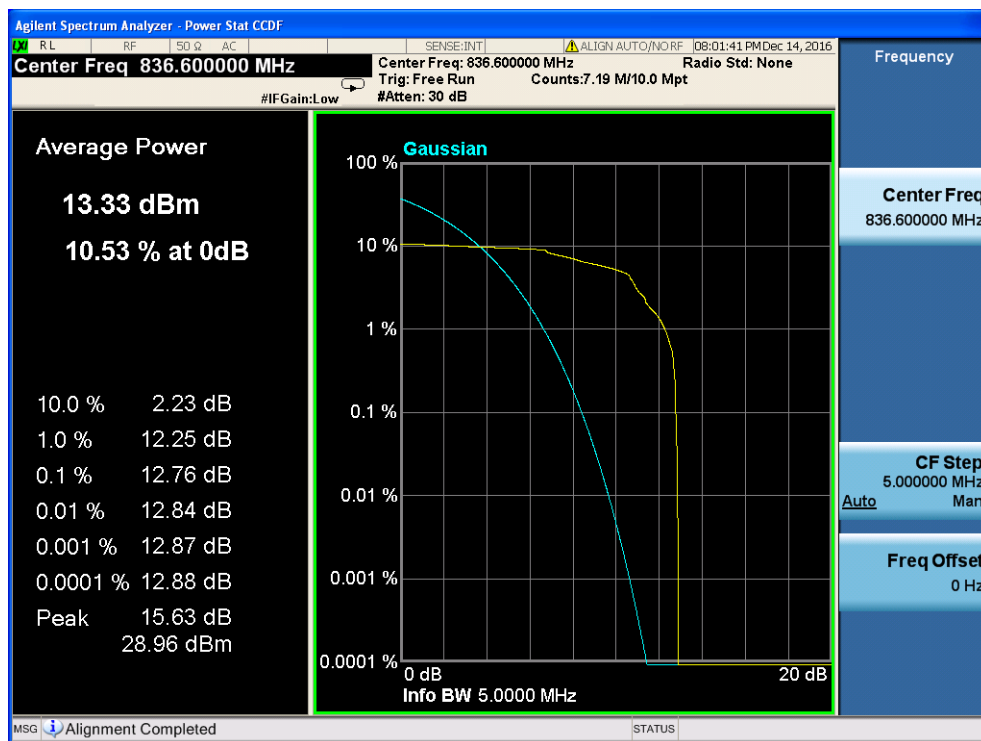 Agilent Spectrum Analyzer - Power Stat CCDF
LXI RL RF 50 Ω AC SENSE:INT ALIGN AUTO/NO RF 08:01:41 PM Dec 14, 2016
Center Freq 836.600000 MHz
Center Freq: 836.600000 MHz Radio Std: None
Trig: Free Run Counts:7.19 M/10.0 Mpt
#IFGain:Low #Atten: 30 dB
Average Power
13.33 dBm
10.53 % at 0dB
10.0 % 2.23 dB
1.0 % 12.25 dB
0.1 % 12.76 dB
0.01 % 12.84 dB
0.001 % 12.87 dB
0.0001 % 12.88 dB
Peak 15.63 dB
28.96 dBm
Gaussian
100 %
10 %
1 %
0.1 %
0.01 %
0.001 %
0.0001 %
0 dB 20 dB
Info BW 5.0000 MHz
Frequency
Center Freq
836.600000 MHz
CF Step
5.000000 MHz
Auto Man
Freq Offset
0 Hz
MSG Alignment Completed STATUS